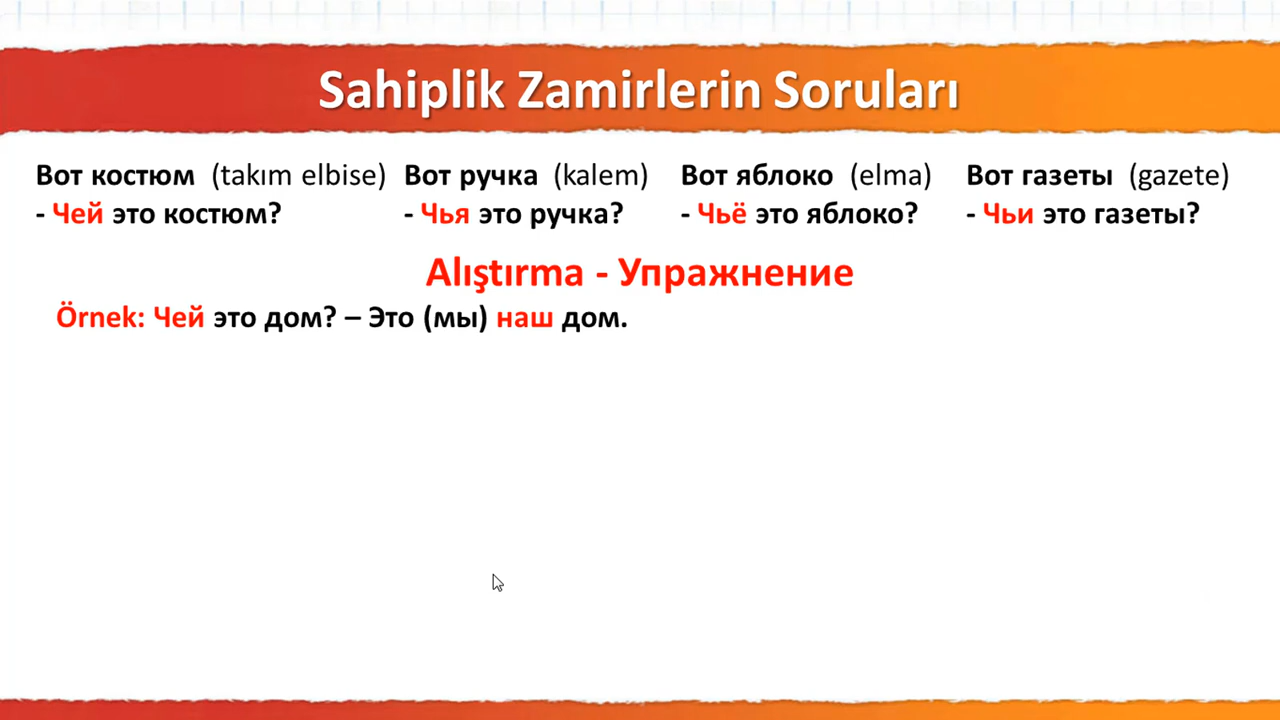 Sahiplik Zamirlerin Soruları
Вот костюм (takım elbise) Вот ручка (kalem) Вот яблоко (elma) Вот газеты (gazete)
- Чей это костюм? - Чья это ручка? - Чьё это яблоко? - Чьи это газеты?
Alıştırma - Упражнение
Örnek: Чей это дом? – Это (мы) наш дом.